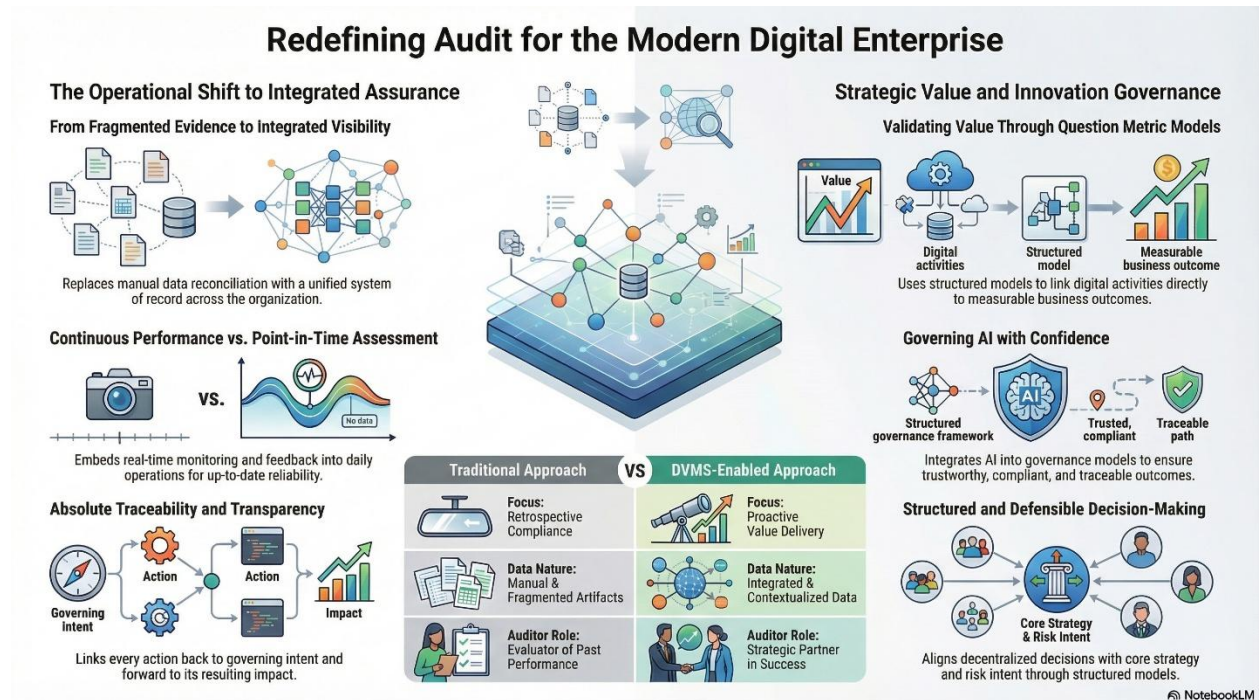 Redefining Audit for the Modern Digital Enterprise
The Operational Shift to Integrated Assurance
From Fragmented Evidence to Integrated Visibility
Replaces manual data reconciliation with a unified system
of record across the organization.
Continuous Performance vs. Point-in-Time Assessment
VS.
No data
Embeds real-time monitoring and feedback into daily
operations for up-to-date reliability.
Absolute Traceability and Transparency
Governing
Intent
Action
Action
Impact
Links every action back to governing intent and
forward to its resulting impact.
Traditional Approach
VS
DVMS-Enabled Approach
Focus:
Retrospective
Compliance
Focus:
Proactive
Value Delivery
Data Nature:
Manual &
Fragmented Artifacts
Data Nature:
Integrated &
Contextualized Data
Auditor Role:
Evaluator of Past
Performance
Auditor Role:
Strategic Partner
in Success
Strategic Value and Innovation Governance
Validating Value Through Question Metric Models
Value
Digital
activities
Structured
model
Measurable
business outcome
Uses structured models to link digital activities directly
to measurable business outcomes.
Governing AI with Confidence
Structured
governance framework
AI
Trusted,
compliant
Traceable
path
Integrates AI into governance models to ensure
trustworthy, compliant, and traceable outcomes.
Structured and Defensible Decision-Making
Core Strategy
& Risk Intent
Aligns decentralized decisions with core strategy
and risk intent through structured models.
NotebookLM